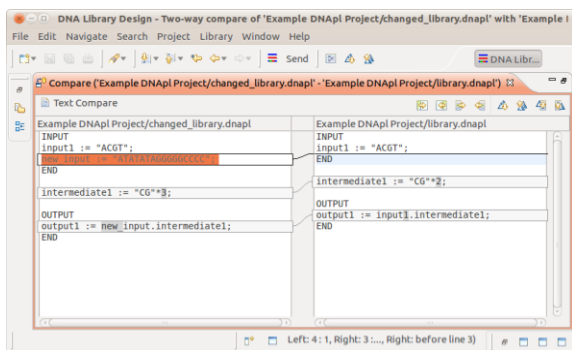 DNA Library Design - Two-way compare of 'Example DNApl Project/changed_library.dnapl' with 'Example
File Edit Navigate Search Project Library Window Help
Send
DNA Libr...
Compare ('Example DNApl Project/changed_library.dnapl' - 'Example DNApl Project/library.dnapl')
Text Compare
Example DNApl Project/changed_library.dnapl
INPUT
input1 := "ACGT";
new_input := "ATATATAGGGGGCCCC";
END
intermediate1 := "CG"*3;
OUTPUT
output1 := new_input.intermediate1;
END
Example DNApl Project/library.dnapl
INPUT
input1 := "ACGT";
END
intermediate1 := "CG"*2;
OUTPUT
output1 := input1.intermediate1;
END
Left: 4 : 1, Right: 3 :..., Right: before line 3)